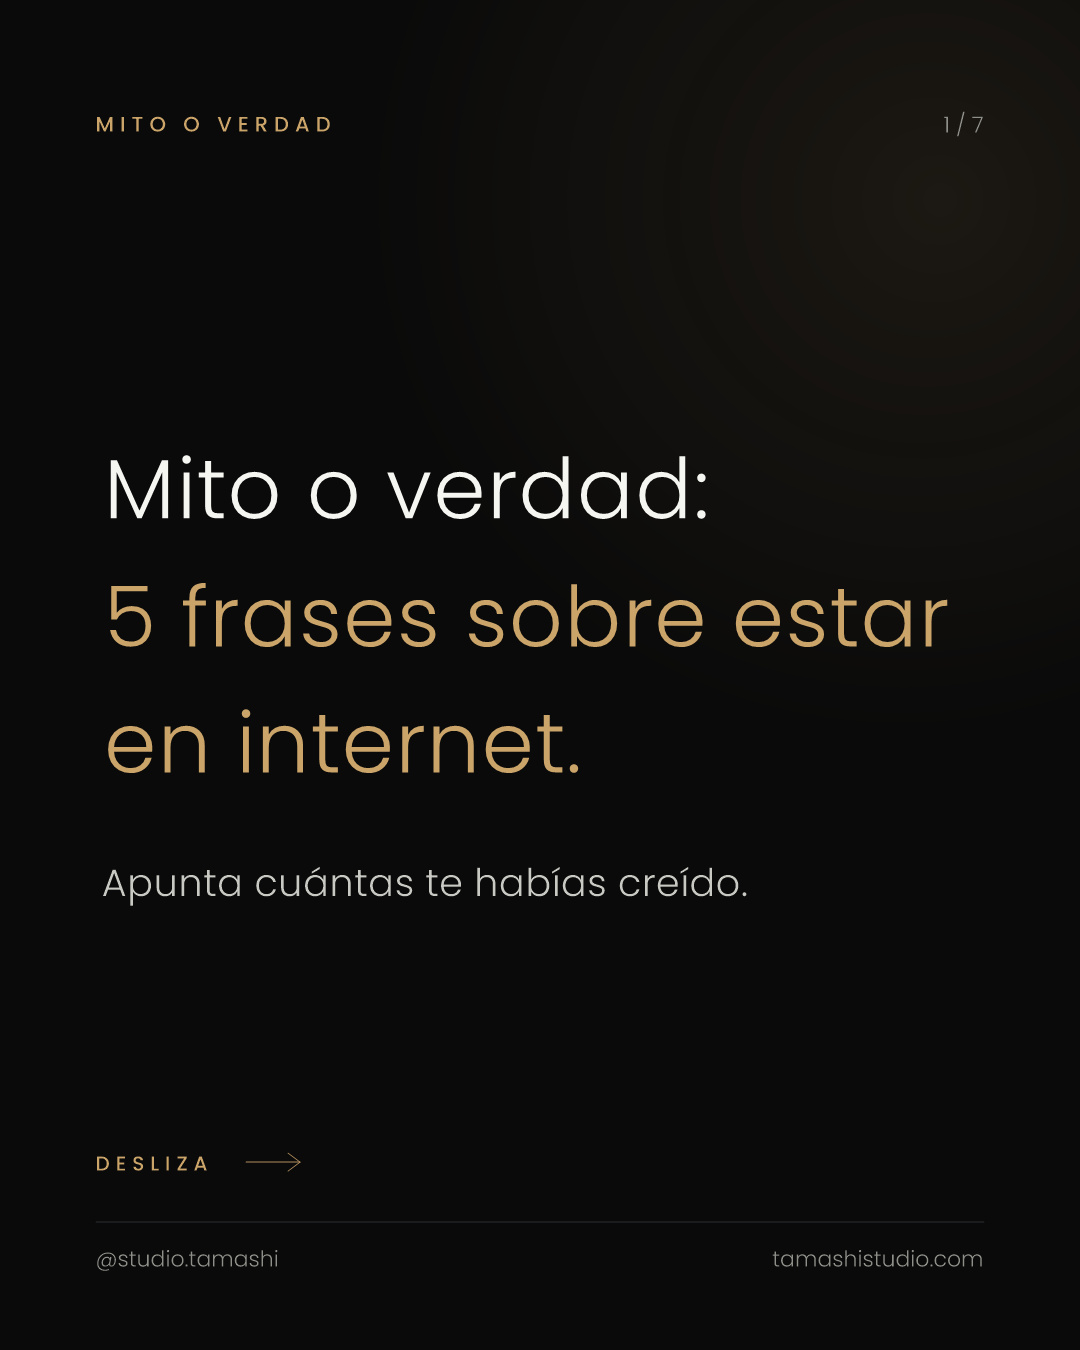 MITO O VERDAD
1 / 7
Mito o verdad:
5 frases sobre estar
en internet.
Apunta cuántas te habías creído.
DESLIZA
@studio.tamashi
tamashistudio.com